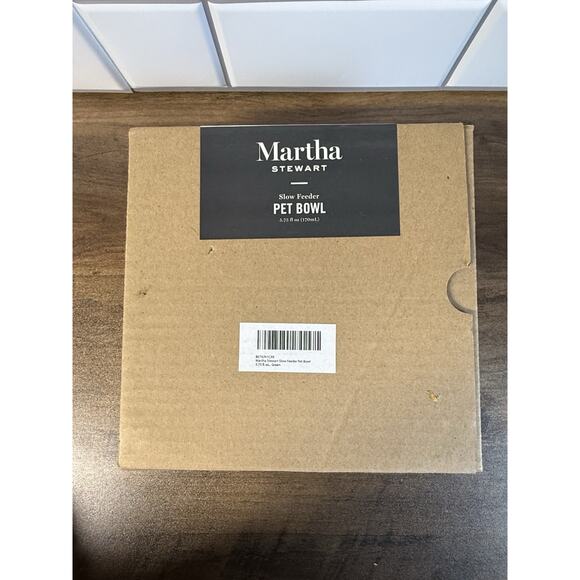 Martha
STEWART
Slow Feeder
PET BOWL
5.75 fl oz (170mL)
Martha Stewart Slow Feeder Pet Bowl
5.75 fl oz, Green